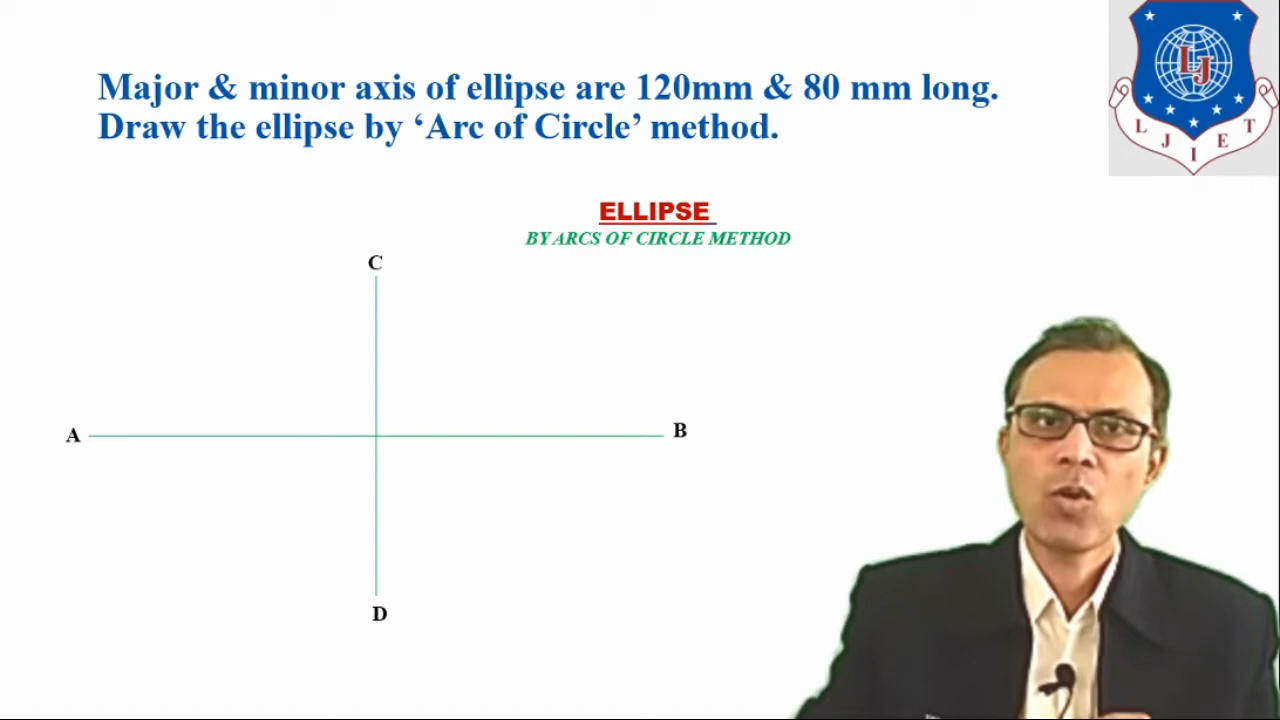 Major & minor axis of ellipse are 120mm & 80 mm long.
Draw the ellipse by ‘Arc of Circle’ method.
LJ
L J I E T
ELLIPSE
BY ARCS OF CIRCLE METHOD
C
A
B
D